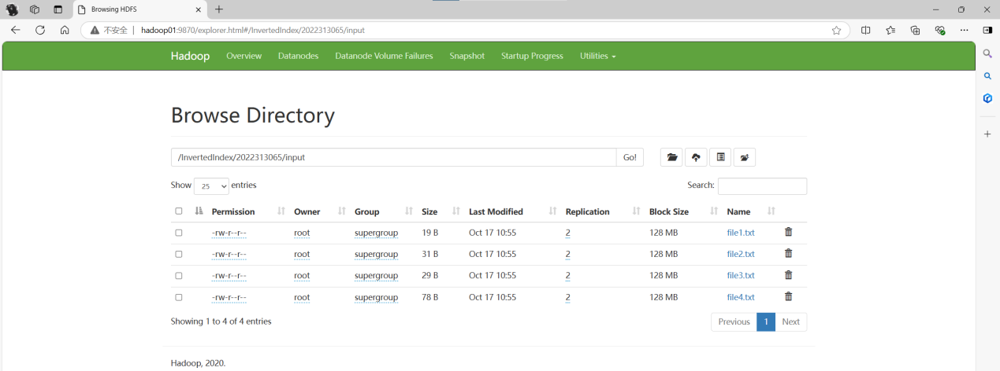 Browsing HDFS
不安全 hadoop01:9870/explorer.html#/InvertedIndex/2022313065/input
Hadoop Overview Datanodes Datanode Volume Failures Snapshot Startup Progress Utilities
Browse Directory
/InvertedIndex/2022313065/input Go!
Show 25 entries Search:
Permission Owner Group Size Last Modified Replication Block Size Name
-rw-r--r-- root supergroup 19 B Oct 17 10:55 2 128 MB file1.txt
-rw-r--r-- root supergroup 31 B Oct 17 10:55 2 128 MB file2.txt
-rw-r--r-- root supergroup 29 B Oct 17 10:55 2 128 MB file3.txt
-rw-r--r-- root supergroup 78 B Oct 17 10:55 2 128 MB file4.txt
Showing 1 to 4 of 4 entries Previous 1 Next
Hadoop, 2020.